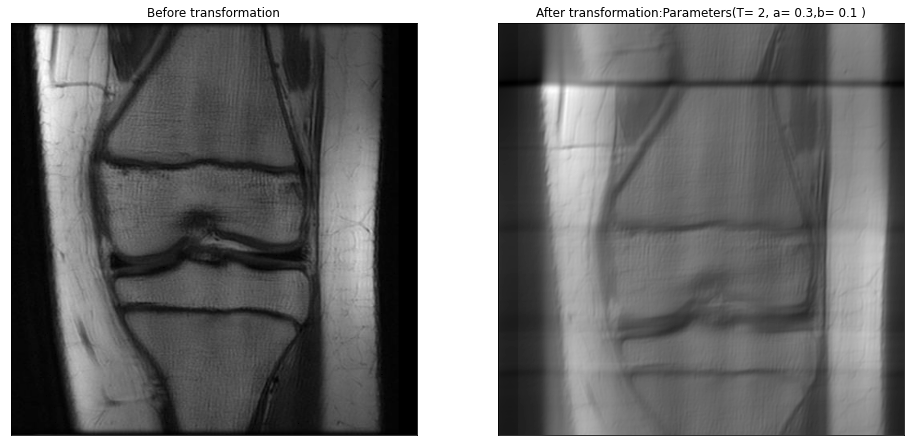 Before transformation
After transformation:Parameters(T= 2, a= 0.3,b= 0.1 )